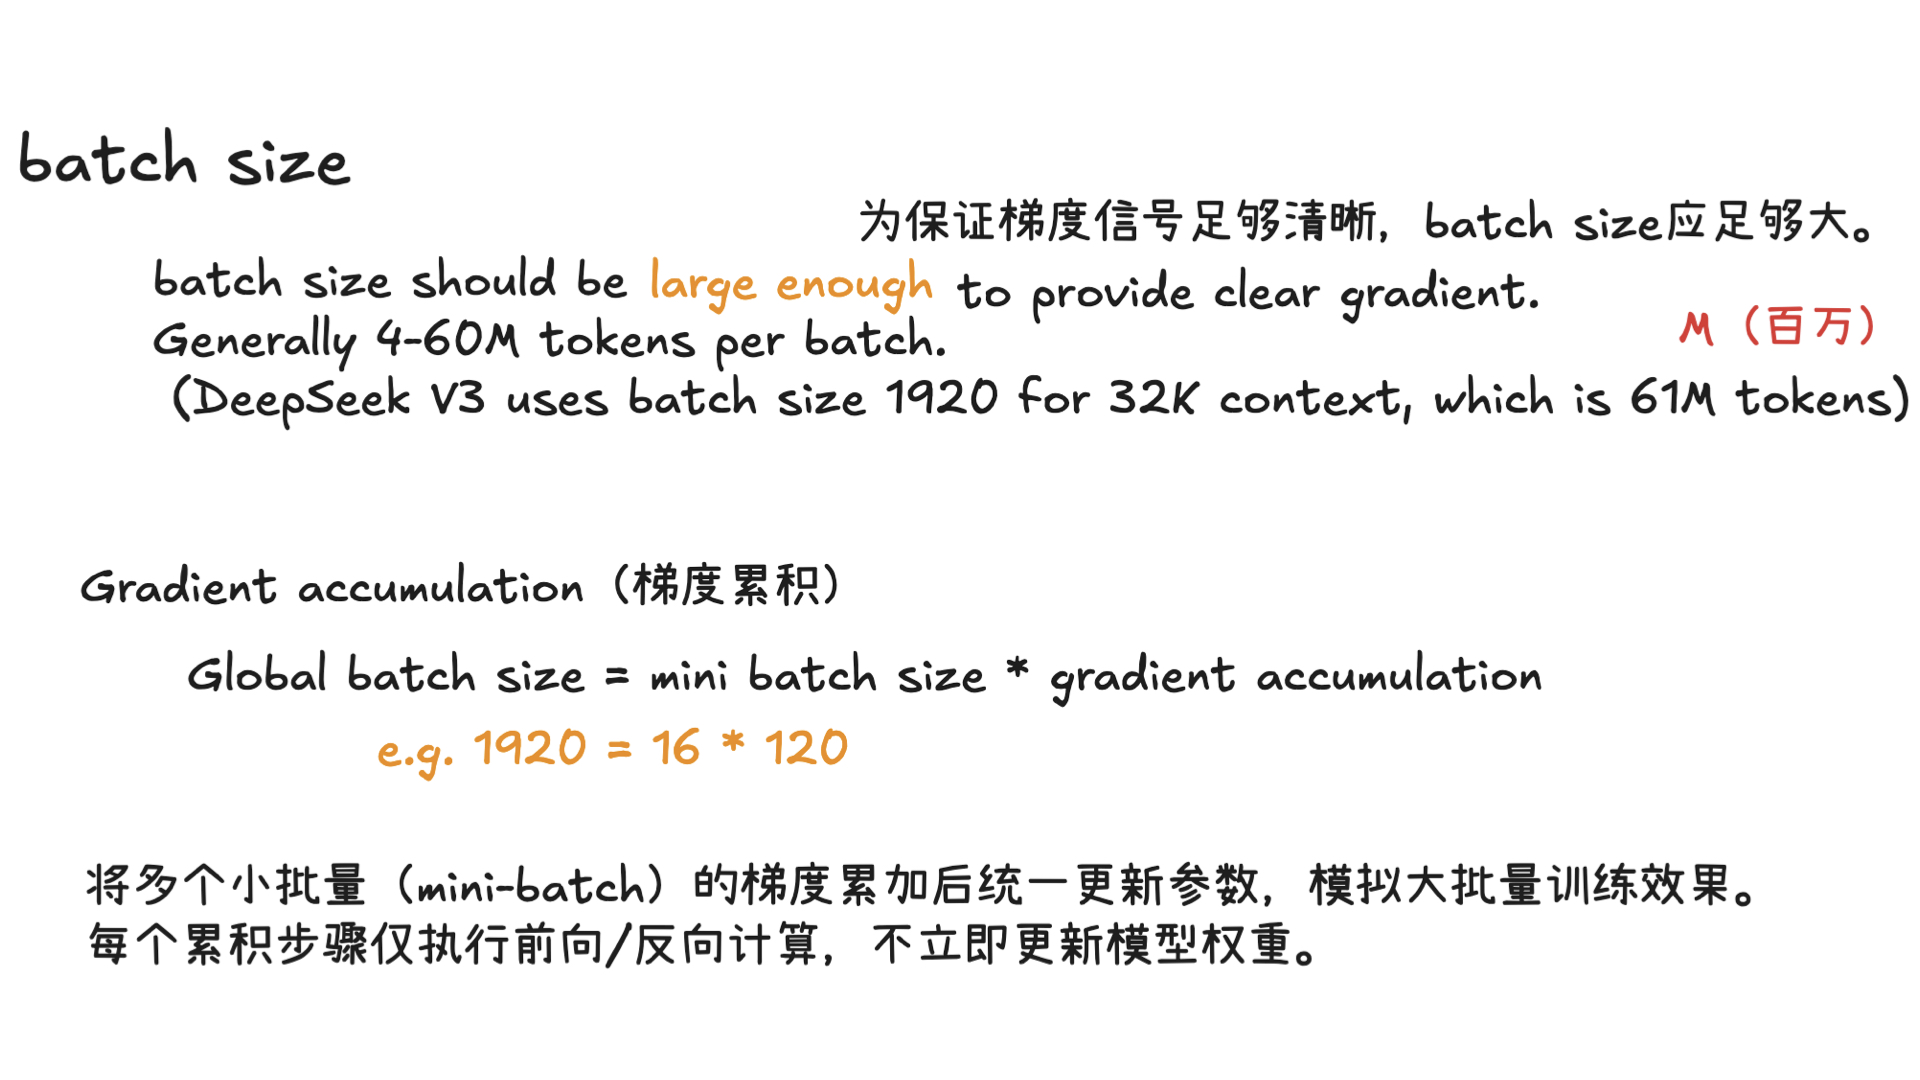 batch size
为保证梯度信号足够清晰，batch size应足够大。
batch size should be large enough to provide clear gradient.
Generally 4-60M tokens per batch.
M（百万）
(DeepSeek V3 uses batch size 1920 for 32K context, which is 61M tokens)
Gradient accumulation（梯度累积）
Global batch size = mini batch size * gradient accumulation
e.g. 1920 = 16 * 120
将多个小批量（mini-batch）的梯度累加后统一更新参数，模拟大批量训练效果。
每个累积步骤仅执行前向/反向计算，不立即更新模型权重。